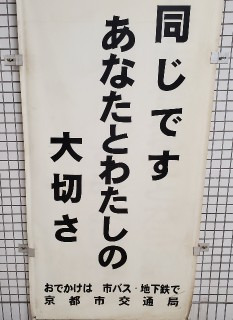 同じです
あなたとわたしの
大切さ
おでかけは 市バス・地下鉄で
京都市交通局